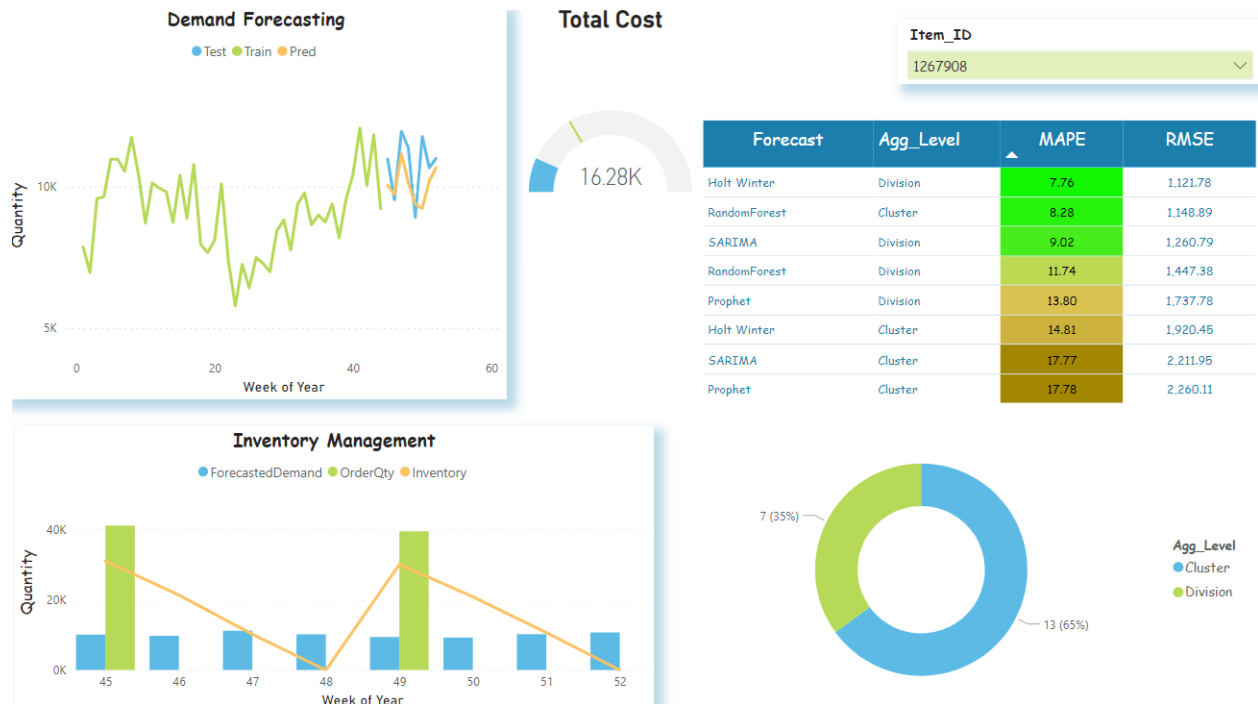 Demand Forecasting
Test Train Pred
Quantity
10K
5K
0 20 40 60
Week of Year
Total Cost
16.28K
Item_ID
1267908
Forecast Agg_Level MAPE RMSE
Holt Winter Division 7.76 1,121.78
RandomForest Cluster 8.28 1,148.89
SARIMA Division 9.02 1,260.79
RandomForest Division 11.74 1,447.38
Prophet Division 13.80 1,737.78
Holt Winter Cluster 14.81 1,920.45
SARIMA Cluster 17.77 2,211.95
Prophet Cluster 17.78 2,260.11
Inventory Management
ForecastedDemand OrderQty Inventory
Quantity
40K
20K
0K
45 46 47 48 49 50 51 52
Week of Year
7 (35%)
13 (65%)
Agg_Level
Cluster
Division